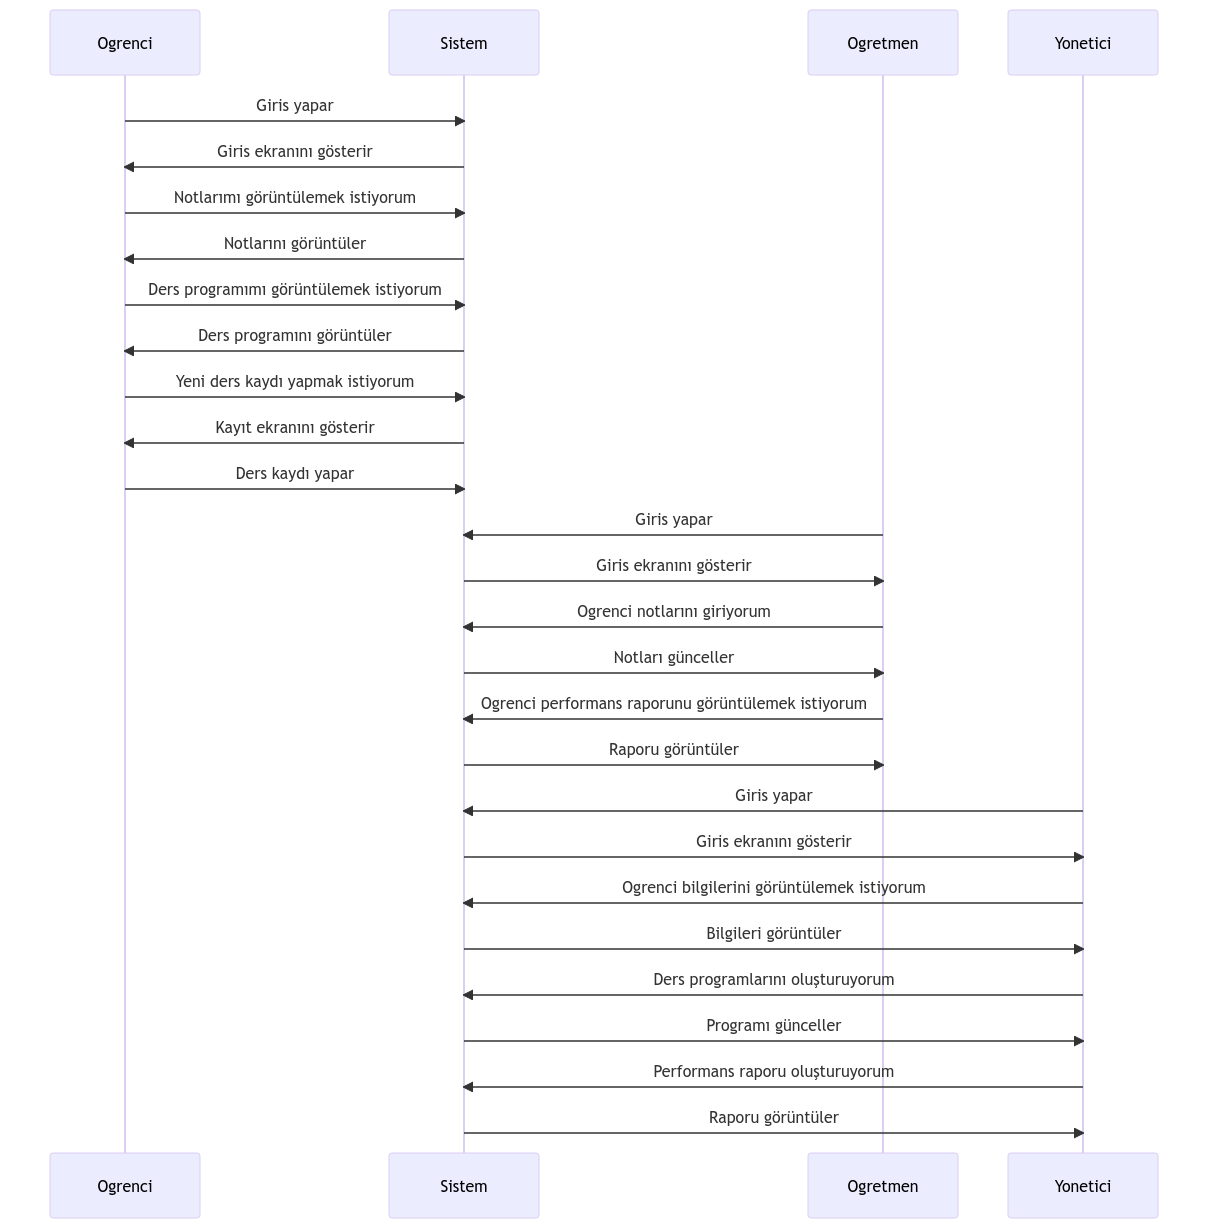 Ogrenci
Sistem
Ogretmen
Yonetici
Giris yapar
Giris ekranını gösterir
Notlarımı görüntülemek istiyorum
Notlarını görüntüler
Ders programımı görüntülemek istiyorum
Ders programını görüntüler
Yeni ders kaydı yapmak istiyorum
Kayıt ekranını gösterir
Ders kaydı yapar
Giris yapar
Giris ekranını gösterir
Ogrenci notlarını giriyorum
Notları günceller
Ogrenci performans raporunu görüntülemek istiyorum
Raporu görüntüler
Giris yapar
Giris ekranını gösterir
Ogrenci bilgilerini görüntülemek istiyorum
Bilgileri görüntüler
Ders programlarını oluşturuyorum
Programı günceller
Performans raporu oluşturuyorum
Raporu görüntüler
Ogrenci
Sistem
Ogretmen
Yonetici